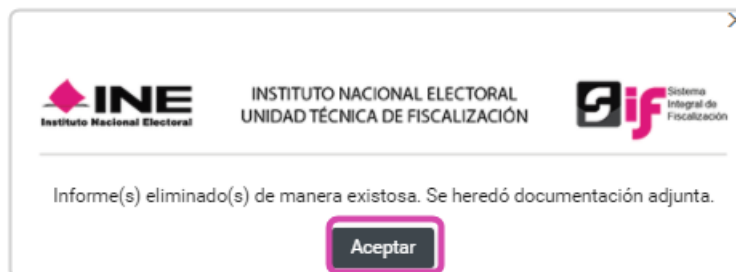 INE
Instituto Nacional Electoral
INSTITUTO NACIONAL ELECTORAL
UNIDAD TÉCNICA DE FISCALIZACIÓN
Sif
Sistema
Integral de
Fiscalización
Informe(s) eliminado(s) de manera existosa. Se heredó documentación adjunta.
Aceptar